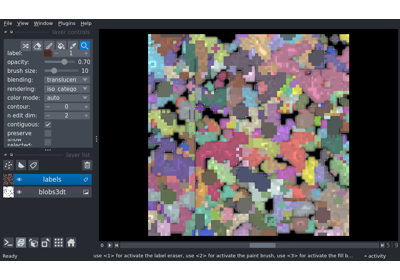 File View Window Plugins Help
layer controls
label: 1
opacity: 0.70
brush size: 10
blending: translucen
rendering: iso_catego
color mode: auto
contour: 0
n edit dim: 2
contiguous:
preserve
show
selected:
layer list
labels
blobs3dt
Ready
use <1> for activate the label eraser, use <2> for activate the paint brush, use <3> for activate the fill b...
activity